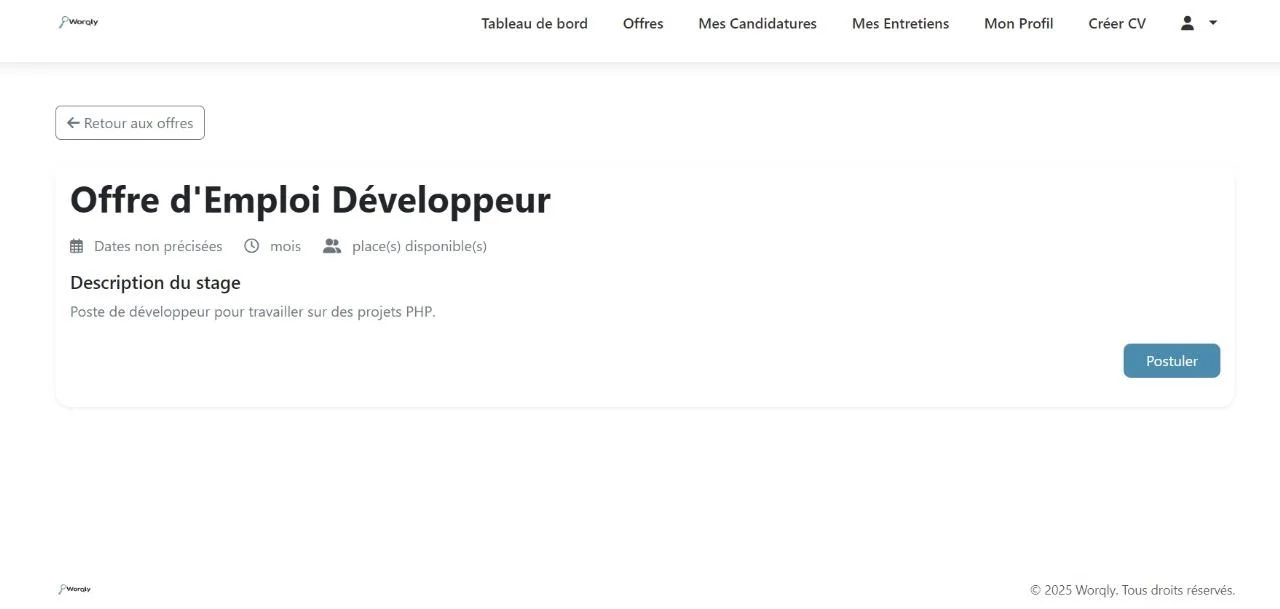 Worqly
Tableau de bord Offres Mes Candidatures Mes Entretiens Mon Profil Créer CV
Retour aux offres
Offre d'Emploi Développeur
Dates non précisées mois place(s) disponible(s)
Description du stage
Poste de développeur pour travailler sur des projets PHP.
Postuler
Worqly
© 2025 Worqly. Tous droits réservés.